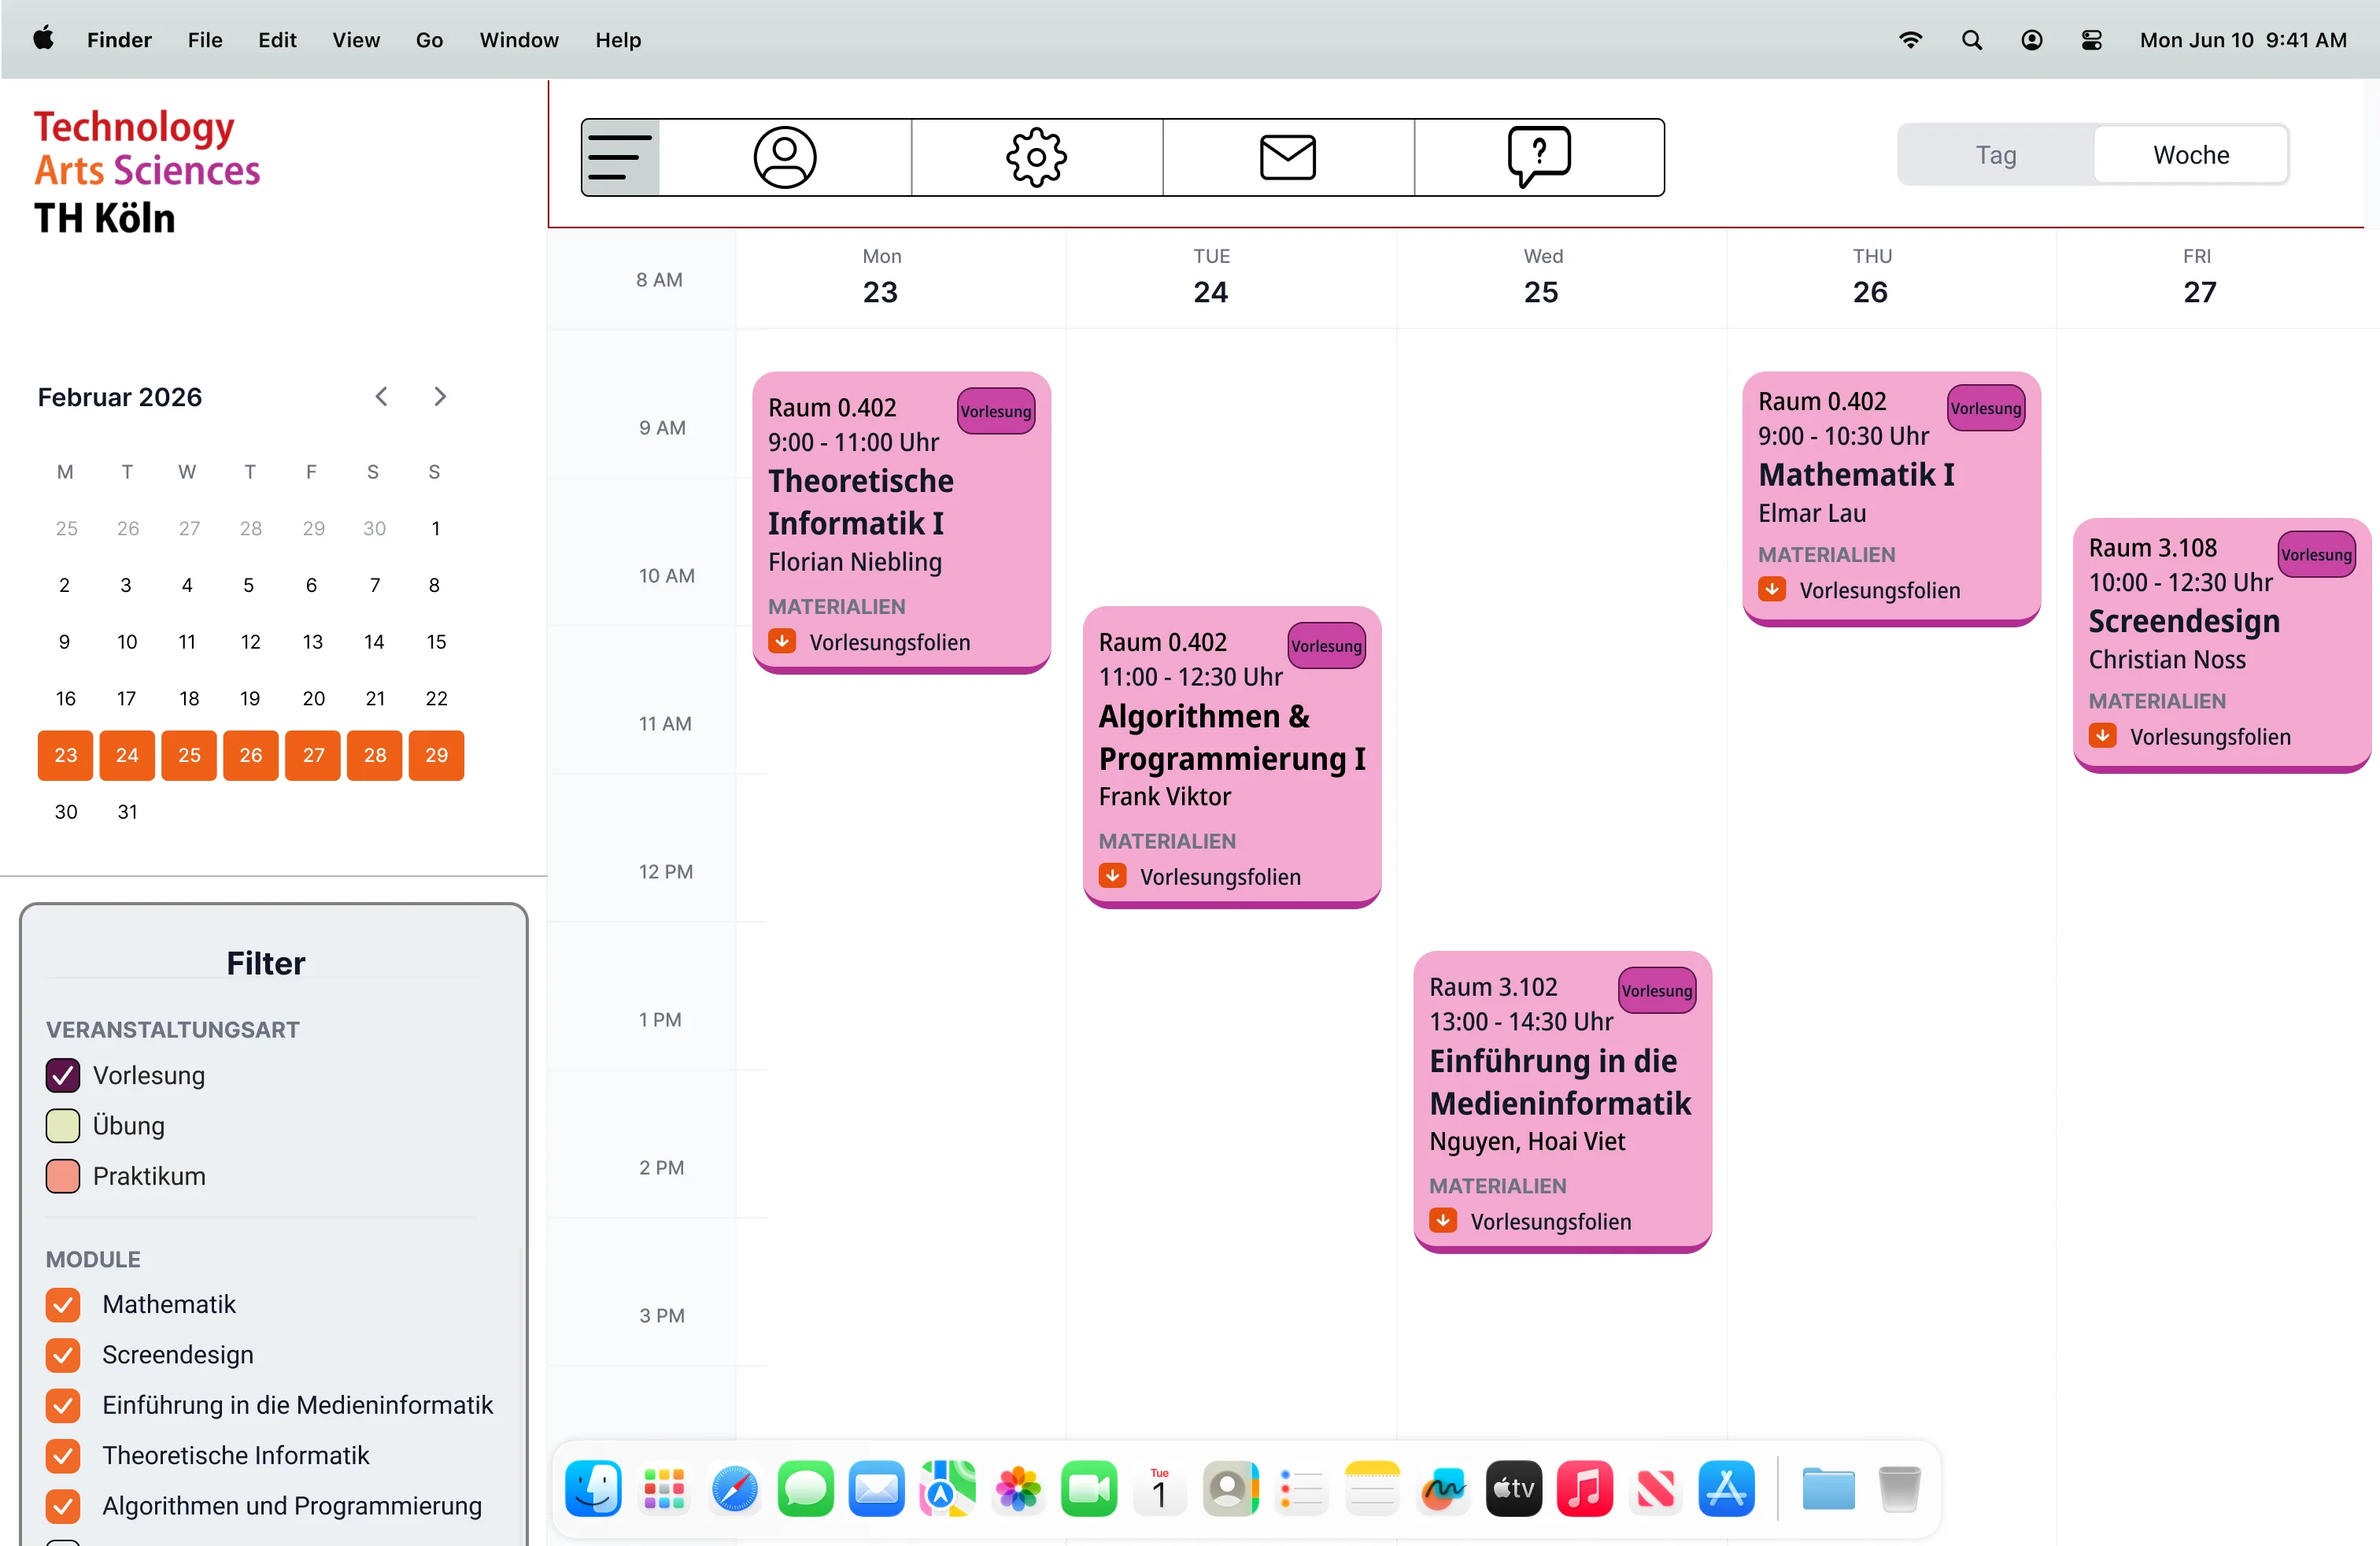 Finder File Edit View Go Window Help Mon Jun 10 9:41 AM
Technology
Arts Sciences
TH Köln
?
Tag Woche
Februar 2026
M T W T F S S
25 26 27 28 29 30 1
2 3 4 5 6 7 8
9 10 11 12 13 14 15
16 17 18 19 20 21 22
23 24 25 26 27 28 29
30 31
Filter
VERANSTALTUNGSART
Vorlesung
Übung
Praktikum
MODULE
Mathematik
Screendesign
Einführung in die Medieninformatik
Theoretische Informatik
Algorithmen und Programmierung
Mon TUE Wed THU FRI
23 24 25 26 27
8 AM
9 AM
10 AM
11 AM
12 PM
1 PM
2 PM
3 PM
Raum 0.402 Vorlesung
9:00 - 11:00 Uhr
Theoretische
Informatik I
Florian Niebling
MATERIALIEN
Vorlesungsfolien
Raum 0.402 Vorlesung
11:00 - 12:30 Uhr
Algorithmen &
Programmierung I
Frank Viktor
MATERIALIEN
Vorlesungsfolien
Raum 3.102 Vorlesung
13:00 - 14:30 Uhr
Einführung in die
Medieninformatik
Nguyen, Hoai Viet
MATERIALIEN
Vorlesungsfolien
Raum 0.402 Vorlesung
9:00 - 10:30 Uhr
Mathematik I
Elmar Lau
MATERIALIEN
Vorlesungsfolien
Raum 3.108 Vorlesung
10:00 - 12:30 Uhr
Screendesign
Christian Noss
MATERIALIEN
Vorlesungsfolien
Tue
1
tv